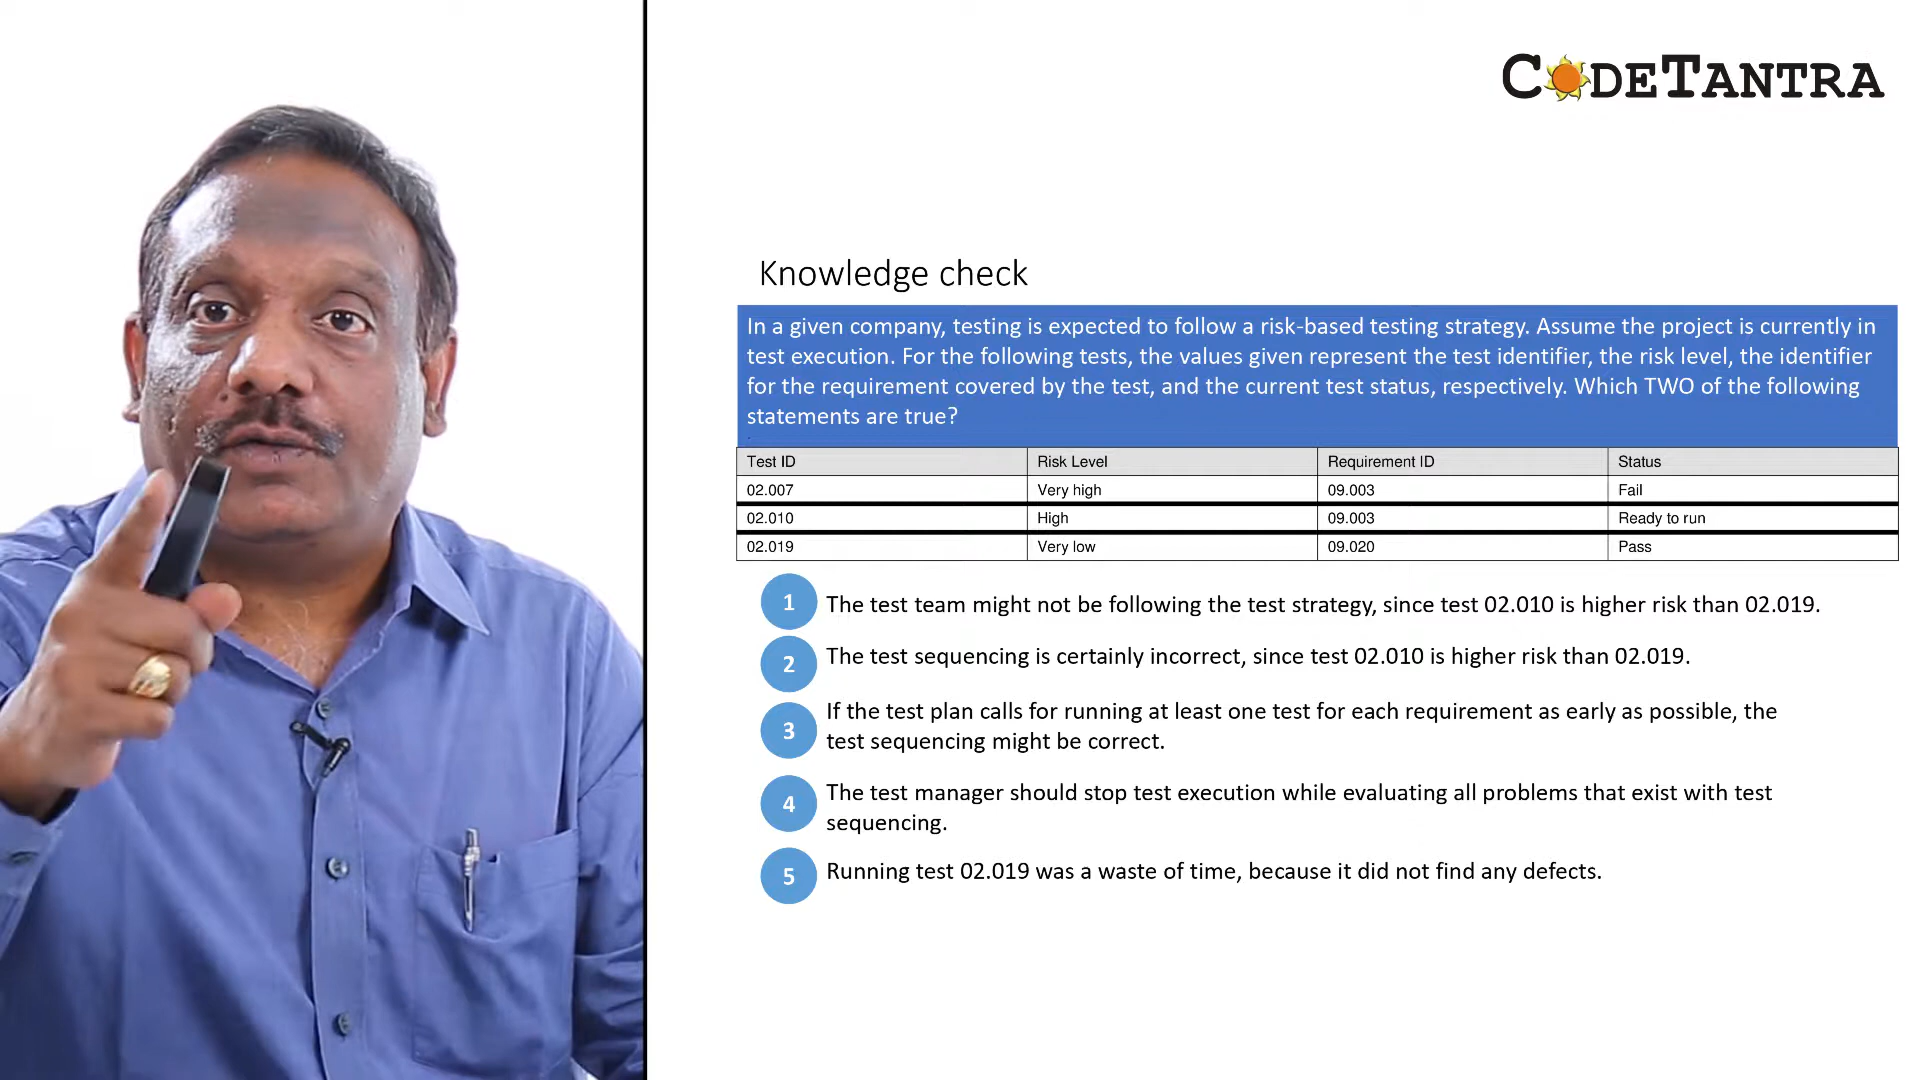 CODETANTRA
Knowledge check
In a given company, testing is expected to follow a risk-based testing strategy. Assume the project is currently in
test execution. For the following tests, the values given represent the test identifier, the risk level, the identifier
for the requirement covered by the test, and the current test status, respectively. Which TWO of the following
statements are true?
Test ID Risk Level Requirement ID Status
02.007 Very high 09.003 Fail
02.010 High 09.003 Ready to run
02.019 Very low 09.020 Pass
1 The test team might not be following the test strategy, since test 02.010 is higher risk than 02.019.
2 The test sequencing is certainly incorrect, since test 02.010 is higher risk than 02.019.
3 If the test plan calls for running at least one test for each requirement as early as possible, the
test sequencing might be correct.
4 The test manager should stop test execution while evaluating all problems that exist with test
sequencing.
5 Running test 02.019 was a waste of time, because it did not find any defects.